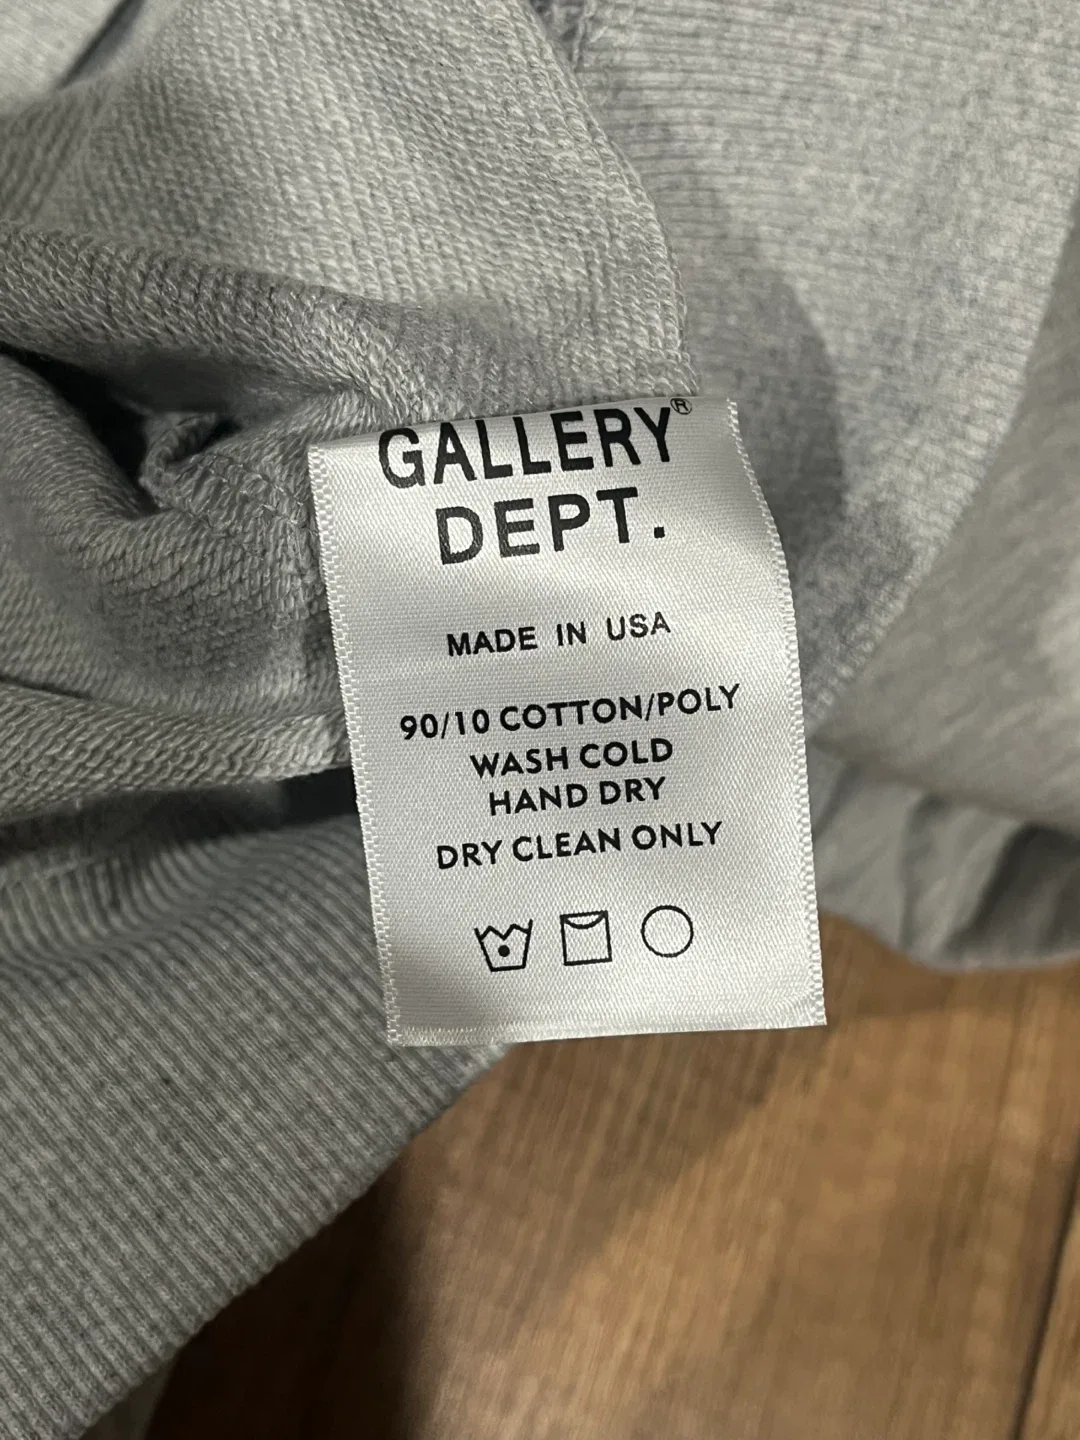 GALLERY®
DEPT.
MADE IN USA
90/10 COTTON/POLY
WASH COLD
HAND DRY
DRY CLEAN ONLY